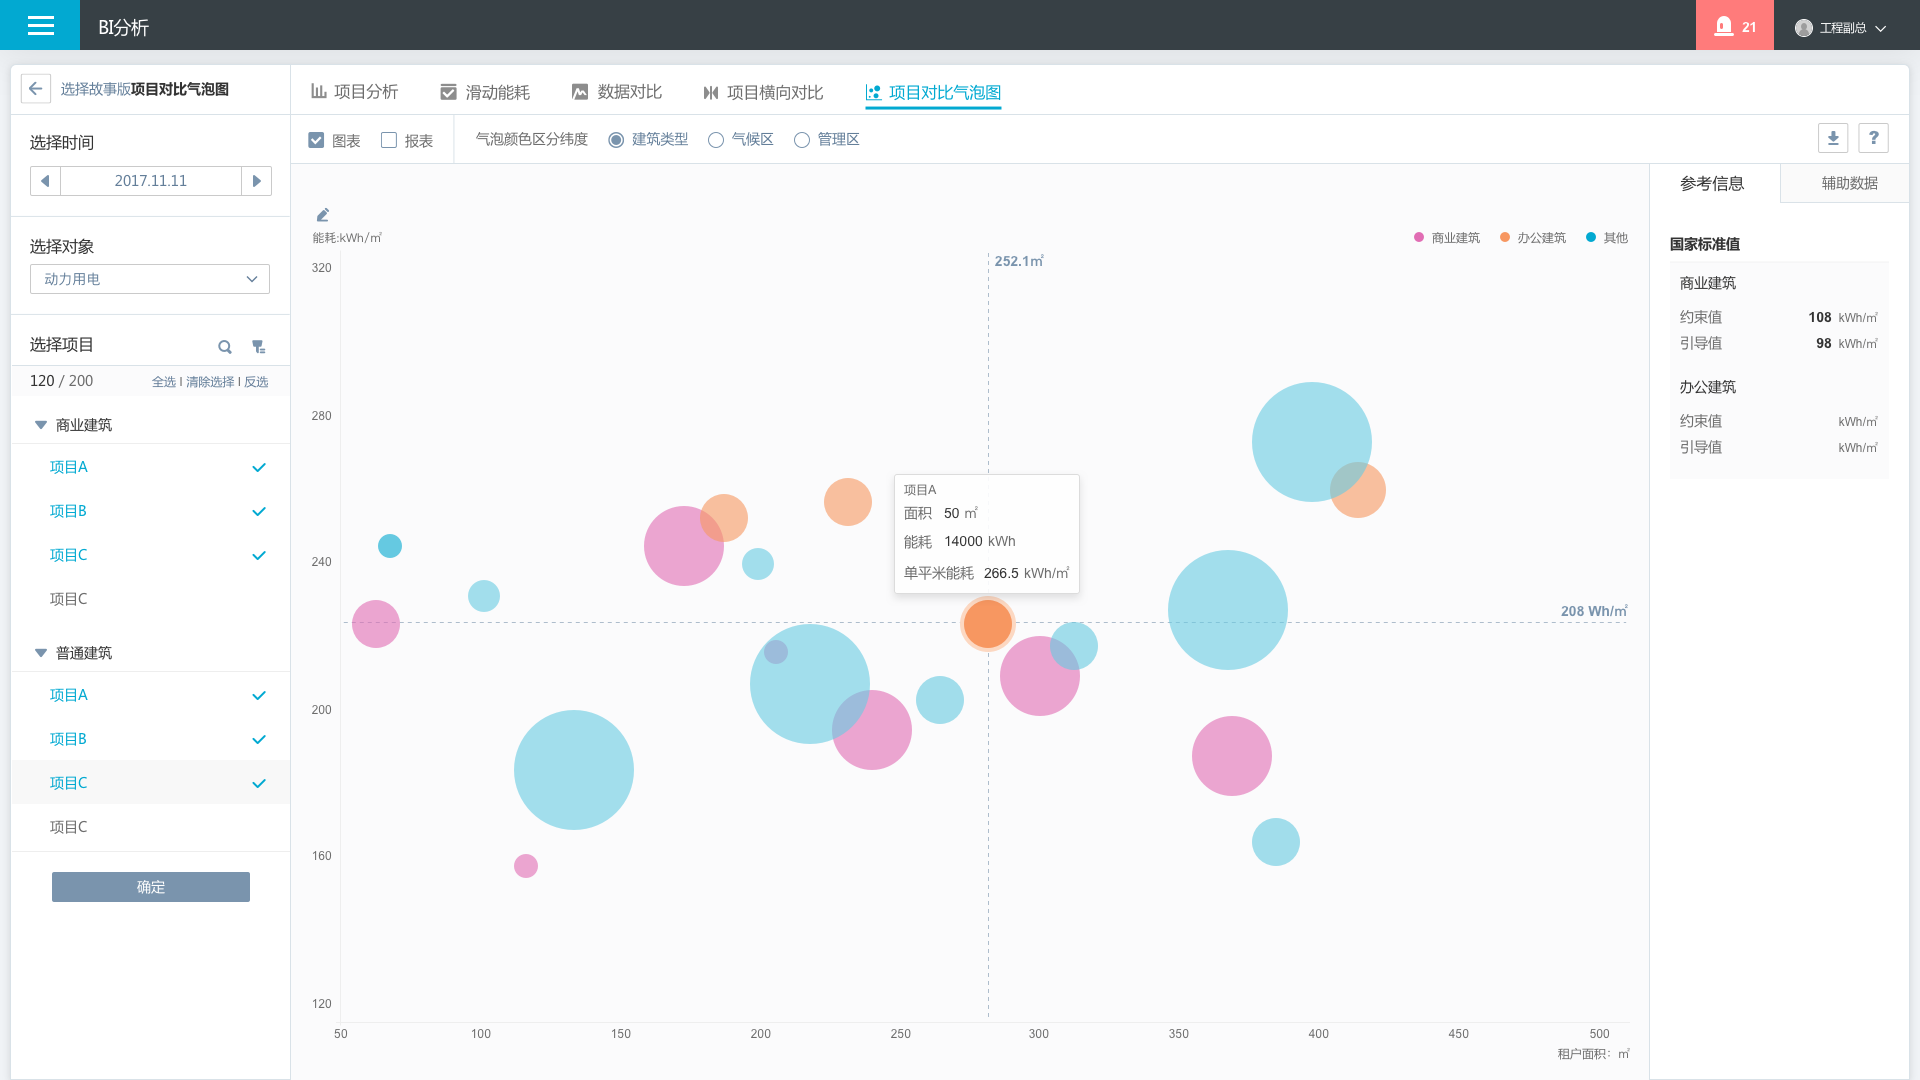 BI分析
21
工程副总
选择故事版项目对比气泡图
项目分析
滑动能耗
数据对比
项目横向对比
项目对比气泡图
选择时间
2017.11.11
选择对象
动力用电
选择项目
120 / 200
全选 I 清除选择 I 反选
商业建筑
项目A
项目B
项目C
项目C
普通建筑
项目A
项目B
项目C
项目C
确定
图表
报表
气泡颜色区分纬度
建筑类型
气候区
管理区
?
能耗:kWh/㎡
商业建筑
办公建筑
其他
320
280
240
200
160
120
252.1㎡
208 Wh/㎡
项目A
面积 50 ㎡
能耗 14000 kWh
单平米能耗 266.5 kWh/㎡
50
100
150
200
250
300
350
400
450
500
租户面积：㎡
参考信息
辅助数据
国家标准值
商业建筑
约束值 108 kWh/㎡
引导值 98 kWh/㎡
办公建筑
约束值 kWh/㎡
引导值 kWh/㎡